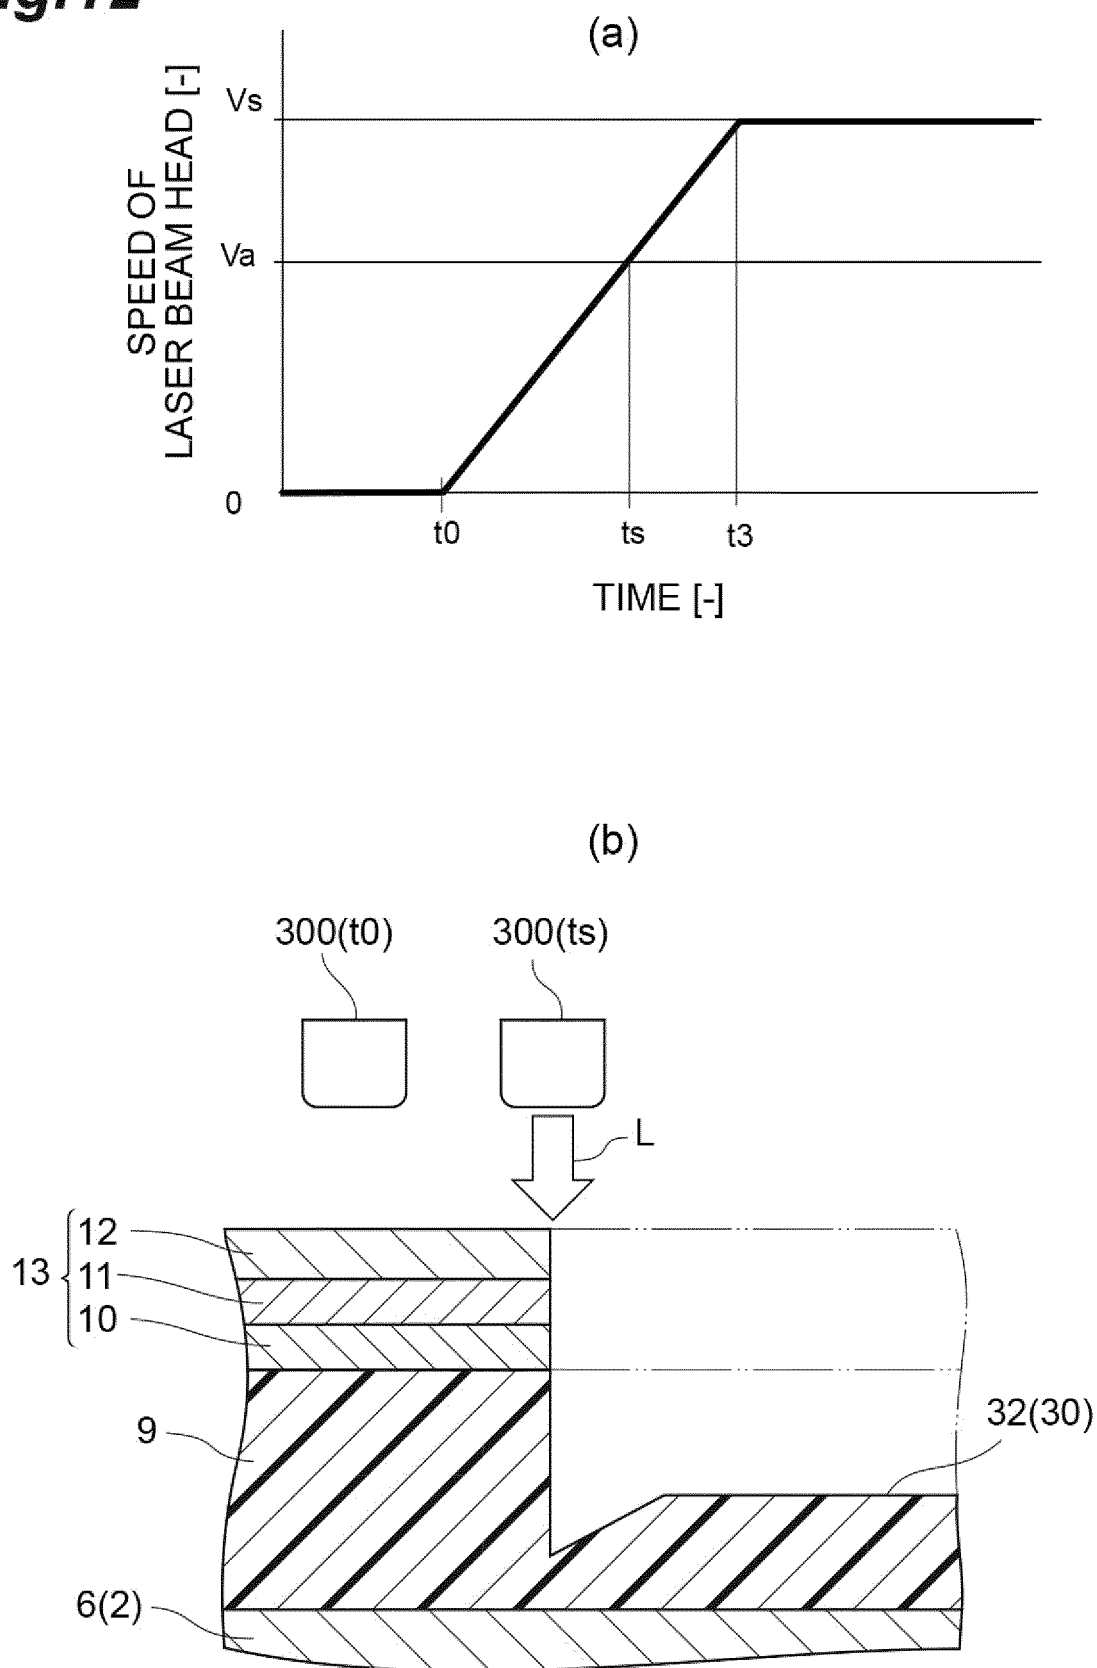 (a)
SPEED OF
LASER BEAM HEAD [-]
Vs
Va
0
t0
ts
t3
TIME [-]
(b)
300(t0)
300(ts)
L
13
12
11
10
9
32(30)
6(2)